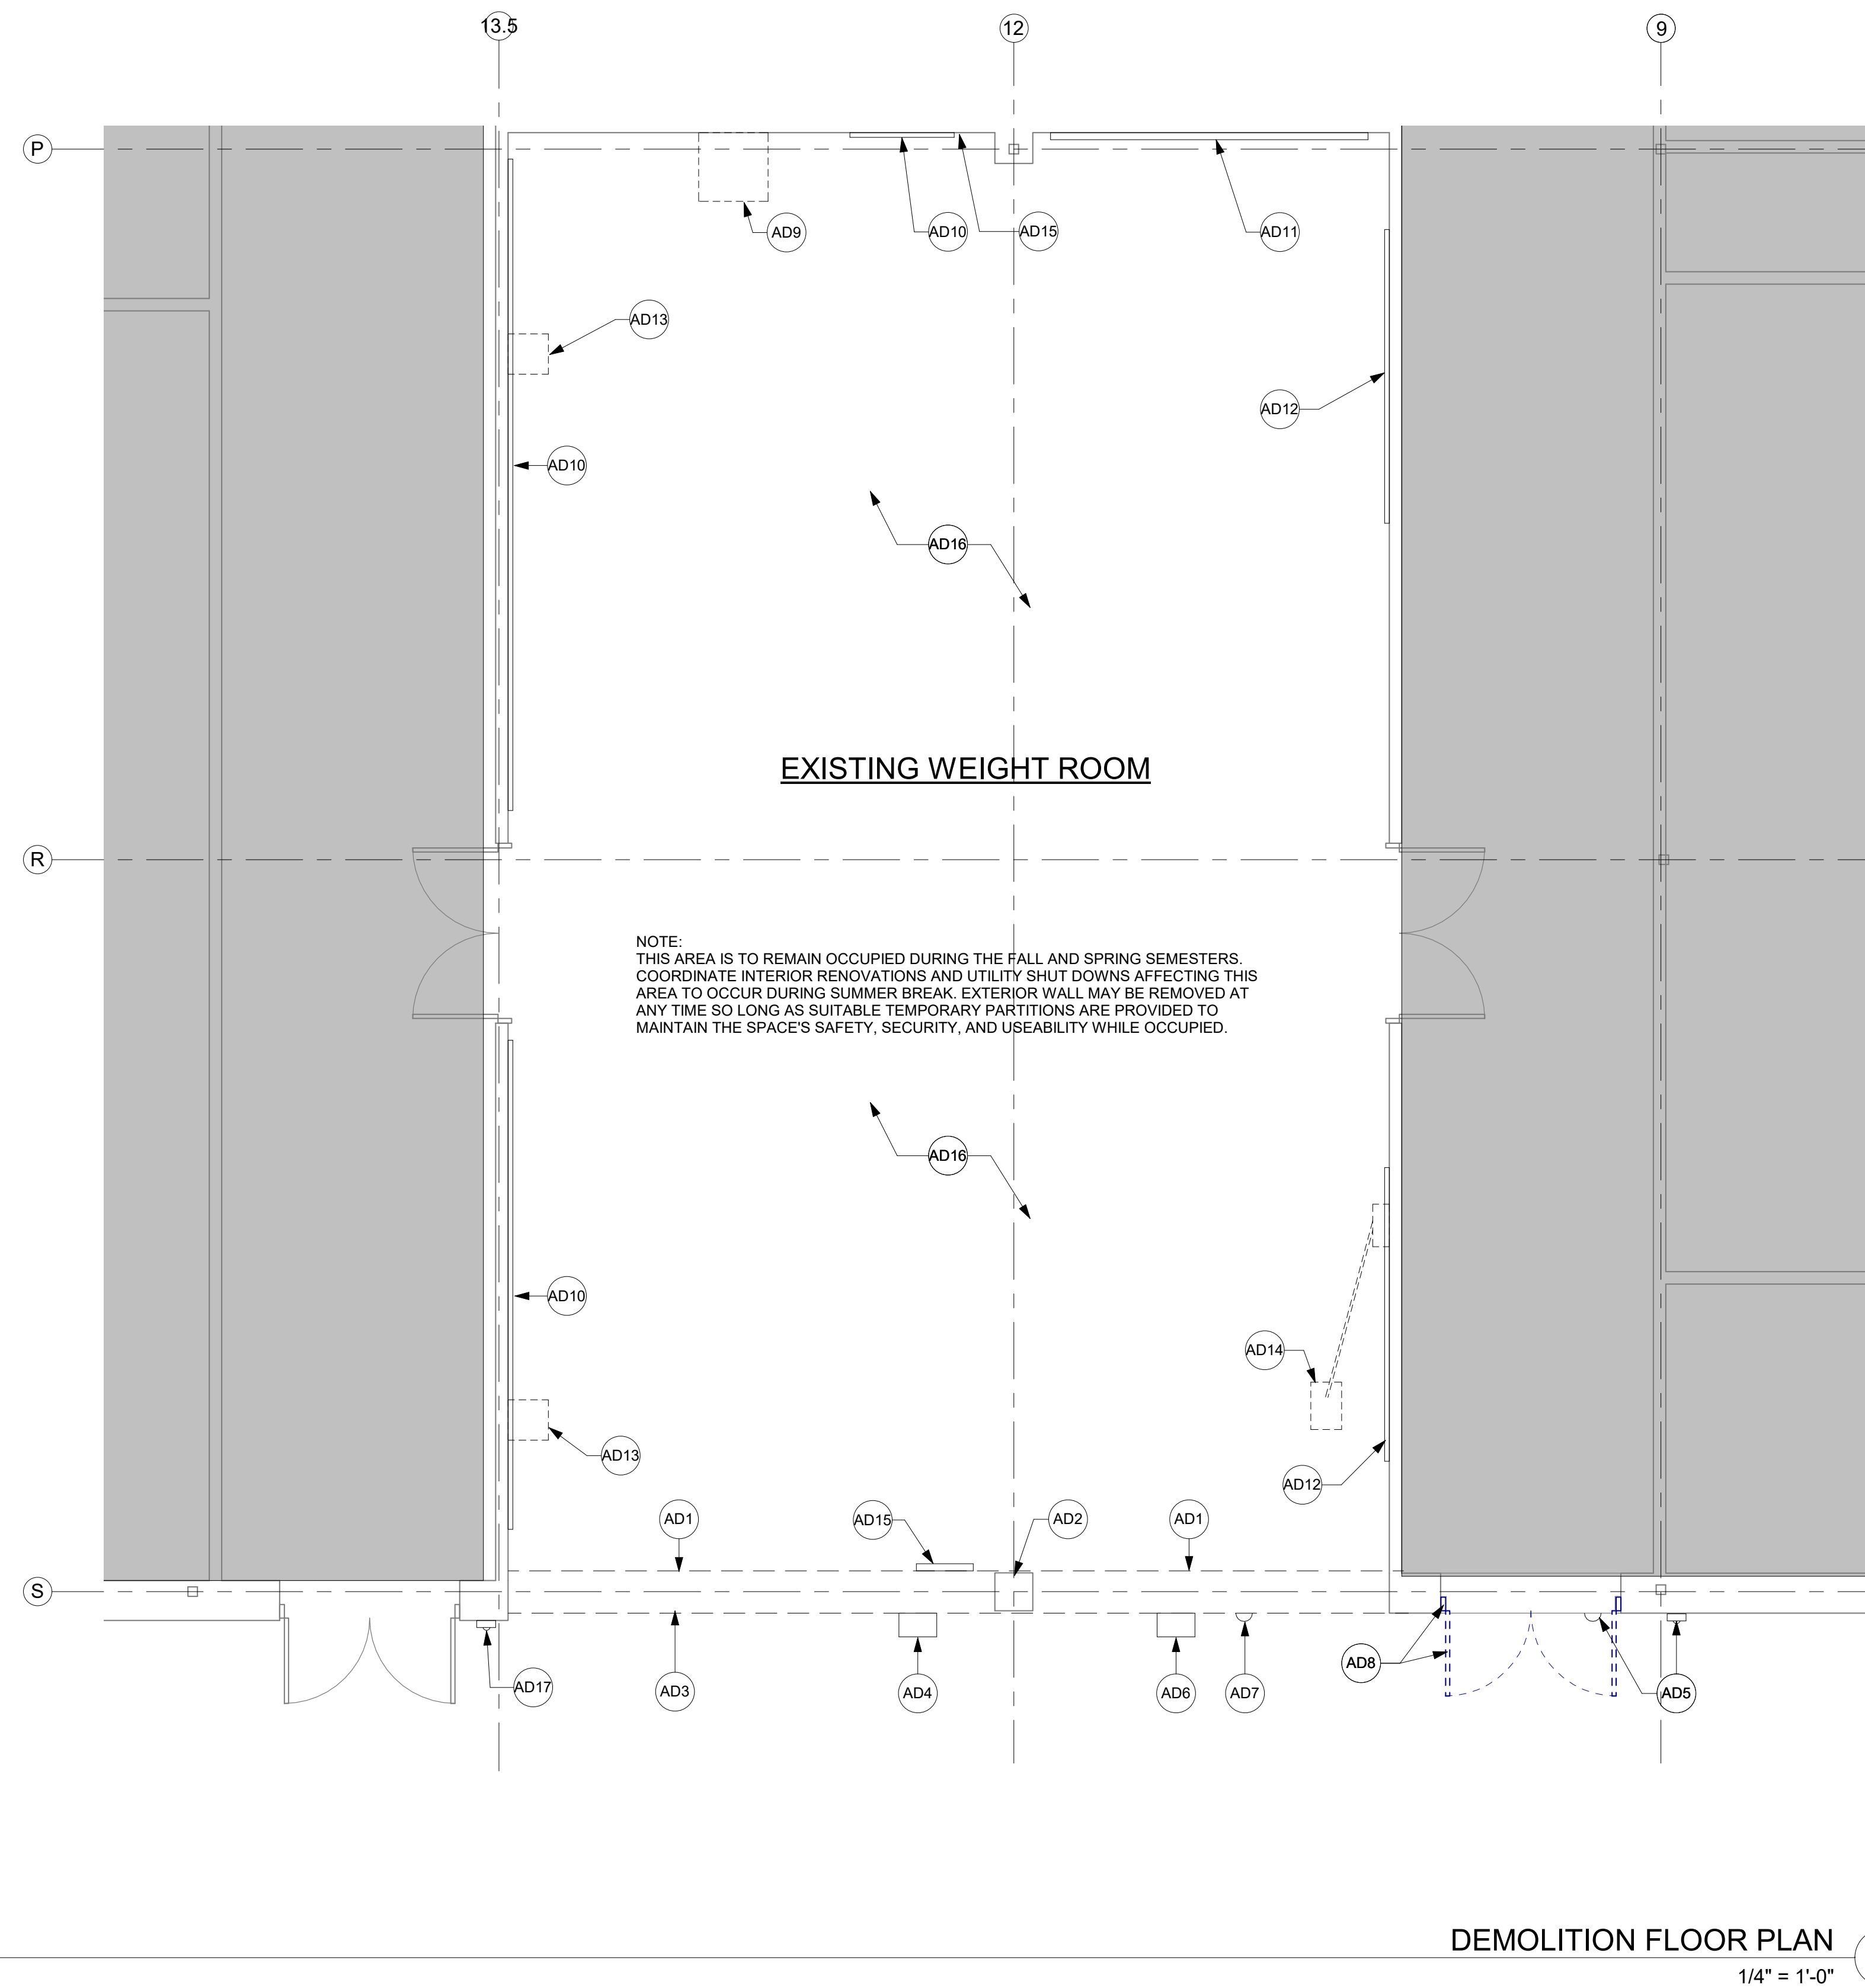 13.5
12
9
P
AD9
AD10
AD15
AD11
AD13
AD12
AD10
AD16
EXISTING WEIGHT ROOM
R
NOTE:
THIS AREA IS TO REMAIN OCCUPIED DURING THE FALL AND SPRING SEMESTERS.
COORDINATE INTERIOR RENOVATIONS AND UTILITY SHUT DOWNS AFFECTING THIS
AREA TO OCCUR DURING SUMMER BREAK. EXTERIOR WALL MAY BE REMOVED AT
ANY TIME SO LONG AS SUITABLE TEMPORARY PARTITIONS ARE PROVIDED TO
MAINTAIN THE SPACE'S SAFETY, SECURITY, AND USEABILITY WHILE OCCUPIED.
AD16
AD10
AD14
AD13
AD12
AD1
AD15
AD2
AD1
S
AD8
AD17
AD3
AD4
AD6
AD7
AD5
DEMOLITION FLOOR PLAN
1/4" = 1'-0"